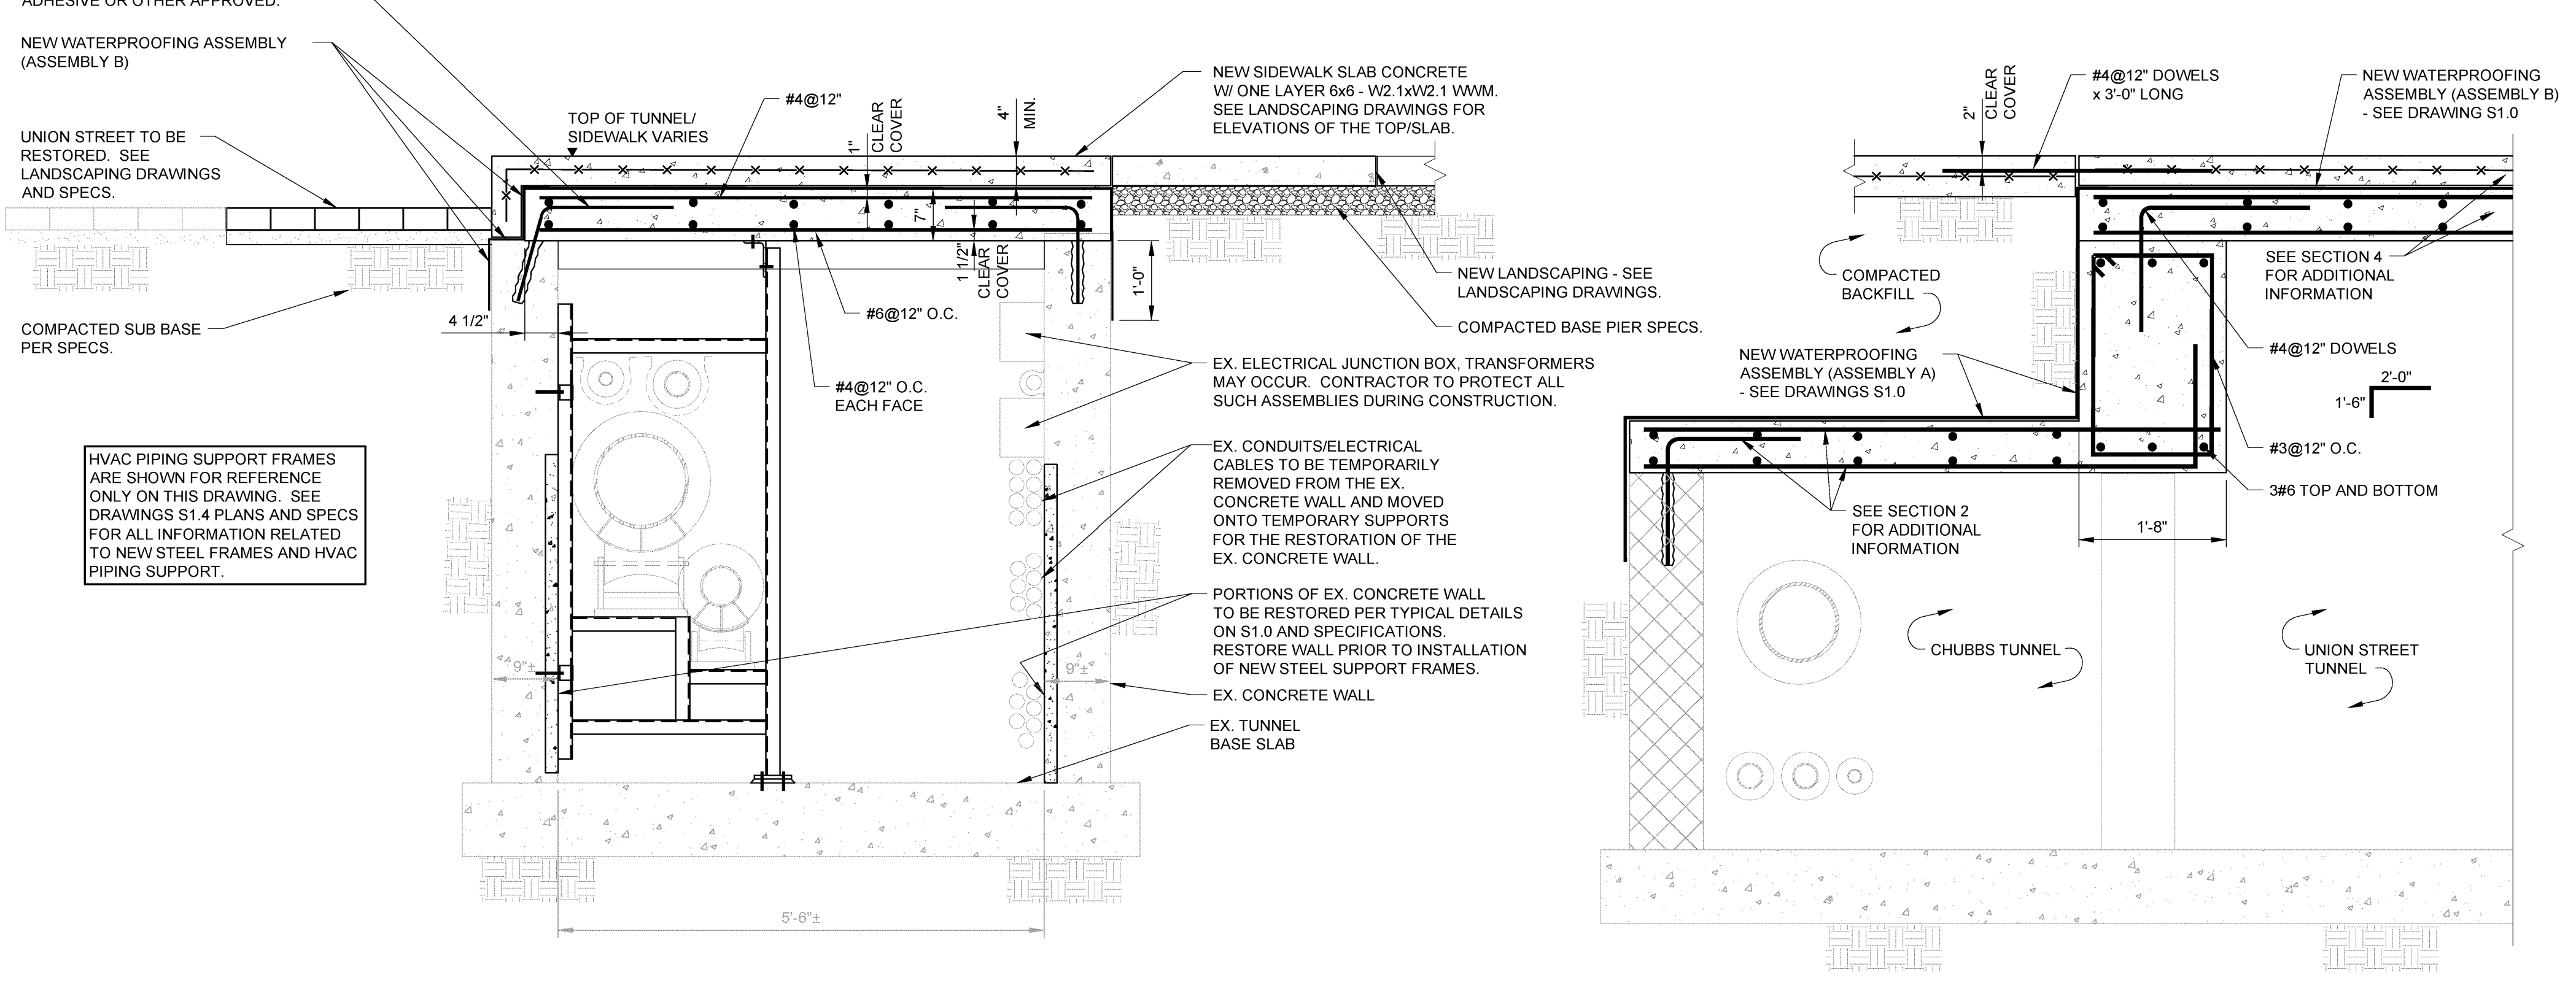 ADHESIVE OR OTHER APPROVED.
NEW WATERPROOFING ASSEMBLY
(ASSEMBLY B)
UNION STREET TO BE
RESTORED. SEE
LANDSCAPING DRAWINGS
AND SPECS.
COMPACTED SUB BASE
PER SPECS.
HVAC PIPING SUPPORT FRAMES
ARE SHOWN FOR REFERENCE
ONLY ON THIS DRAWING. SEE
DRAWINGS S1.4 PLANS AND SPECS
FOR ALL INFORMATION RELATED
TO NEW STEEL FRAMES AND HVAC
PIPING SUPPORT.
TOP OF TUNNEL/
SIDEWALK VARIES
#4@12"
1"
CLEAR
COVER
4"
MIN.
7"
1 1/2"
CLEAR
COVER
1'-0"
4 1/2"
#6@12" O.C.
#4@12" O.C.
EACH FACE
9"±
9"±
5'-6"±
NEW SIDEWALK SLAB CONCRETE
W/ ONE LAYER 6x6 - W2.1xW2.1 WWM.
SEE LANDSCAPING DRAWINGS FOR
ELEVATIONS OF THE TOP/SLAB.
NEW LANDSCAPING - SEE
LANDSCAPING DRAWINGS.
COMPACTED BASE PIER SPECS.
EX. ELECTRICAL JUNCTION BOX, TRANSFORMERS
MAY OCCUR. CONTRACTOR TO PROTECT ALL
SUCH ASSEMBLIES DURING CONSTRUCTION.
EX. CONDUITS/ELECTRICAL
CABLES TO BE TEMPORARILY
REMOVED FROM THE EX.
CONCRETE WALL AND MOVED
ONTO TEMPORARY SUPPORTS
FOR THE RESTORATION OF THE
EX. CONCRETE WALL.
PORTIONS OF EX. CONCRETE WALL
TO BE RESTORED PER TYPICAL DETAILS
ON S1.0 AND SPECIFICATIONS.
RESTORE WALL PRIOR TO INSTALLATION
OF NEW STEEL SUPPORT FRAMES.
EX. CONCRETE WALL
EX. TUNNEL
BASE SLAB
2"
CLEAR
COVER
#4@12" DOWELS
x 3'-0" LONG
NEW WATERPROOFING
ASSEMBLY (ASSEMBLY B)
- SEE DRAWING S1.0
COMPACTED
BACKFILL
SEE SECTION 4
FOR ADDITIONAL
INFORMATION
NEW WATERPROOFING
ASSEMBLY (ASSEMBLY A)
- SEE DRAWINGS S1.0
#4@12" DOWELS
2'-0"
1'-6"
#3@12" O.C.
3#6 TOP AND BOTTOM
SEE SECTION 2
FOR ADDITIONAL
INFORMATION
1'-8"
CHUBBS TUNNEL
UNION STREET
TUNNEL